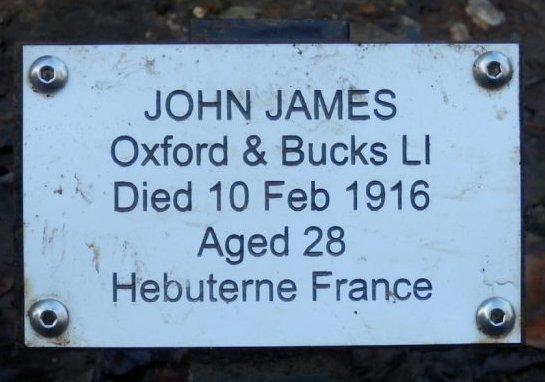 JOHN JAMES
Oxford & Bucks LI
Died 10 Feb 1916
Aged 28
Hebuterne France